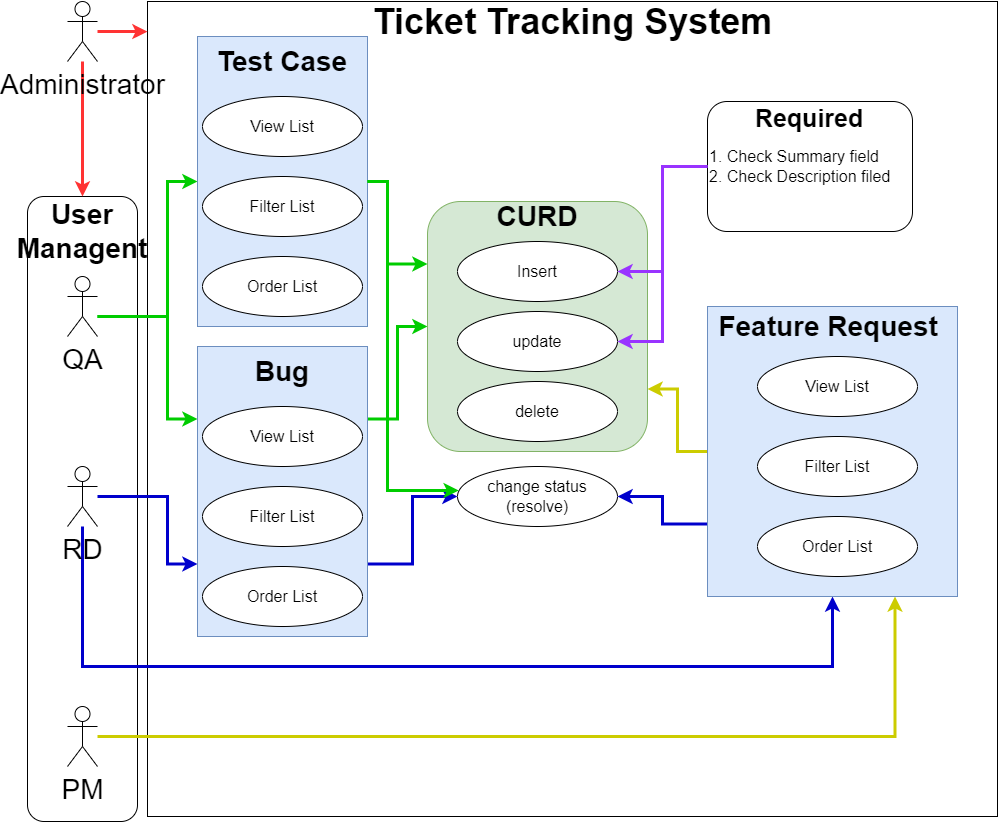 Ticket Tracking System
Administrator
User
Managent
QA
RD
PM
Test Case
View List
Filter List
Order List
Bug
View List
Filter List
Order List
CURD
Insert
update
delete
change status
(resolve)
Required
1. Check Summary field
2. Check Description filed
Feature Request
View List
Filter List
Order List